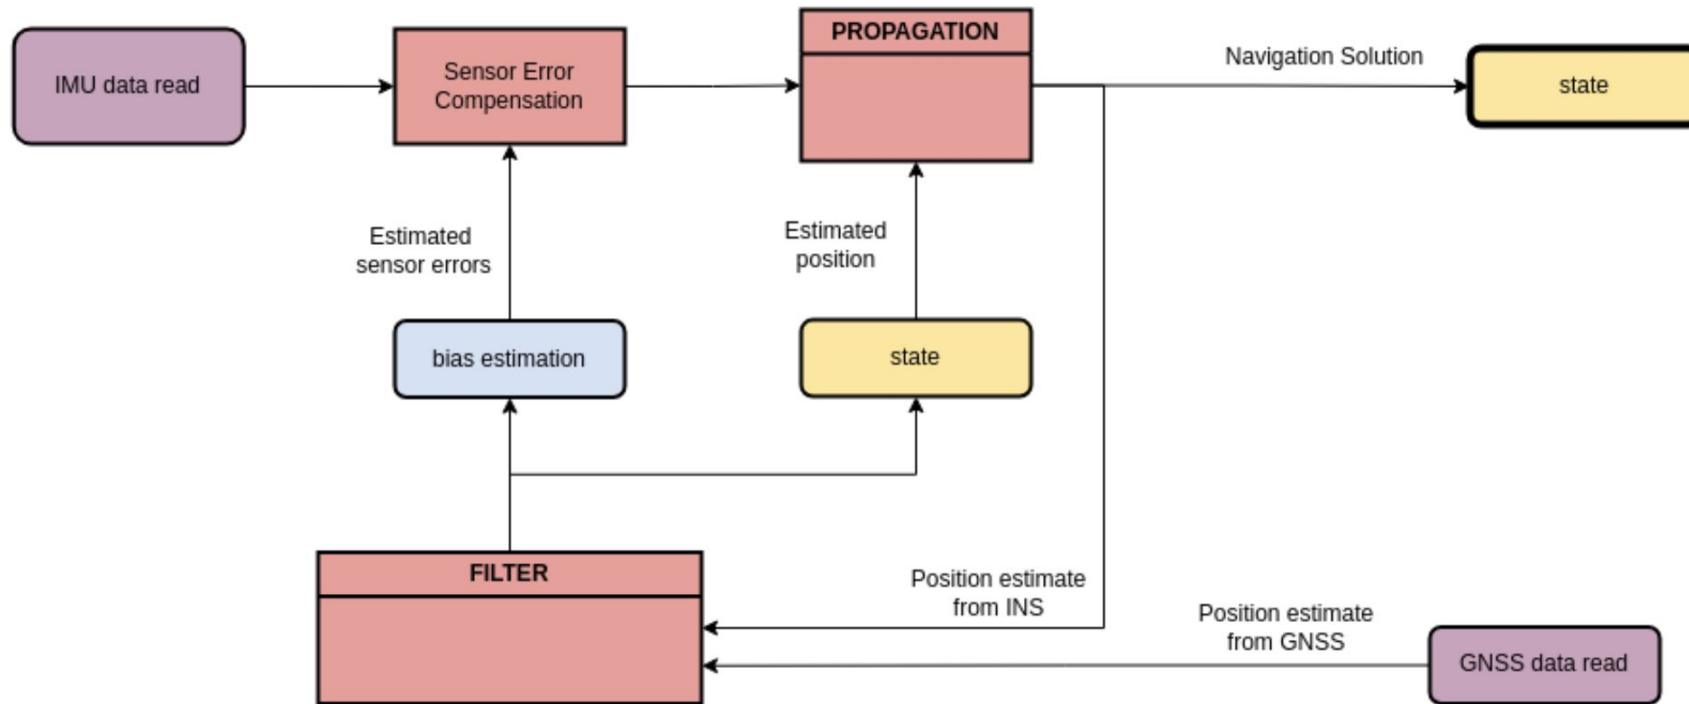 PROPAGATION
IMU data read
Sensor Error
Compensation
Navigation Solution
state
Estimated
sensor errors
Estimated
position
bias estimation
state
FILTER
Position estimate
from INS
Position estimate
from GNSS
GNSS data read